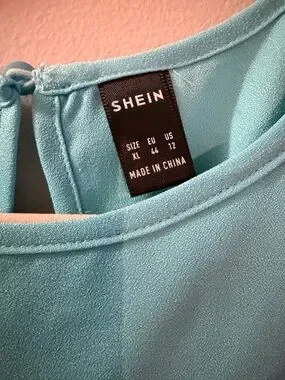 SHEIN
SIZE EU US
XL 44 12
MADE IN CHINA